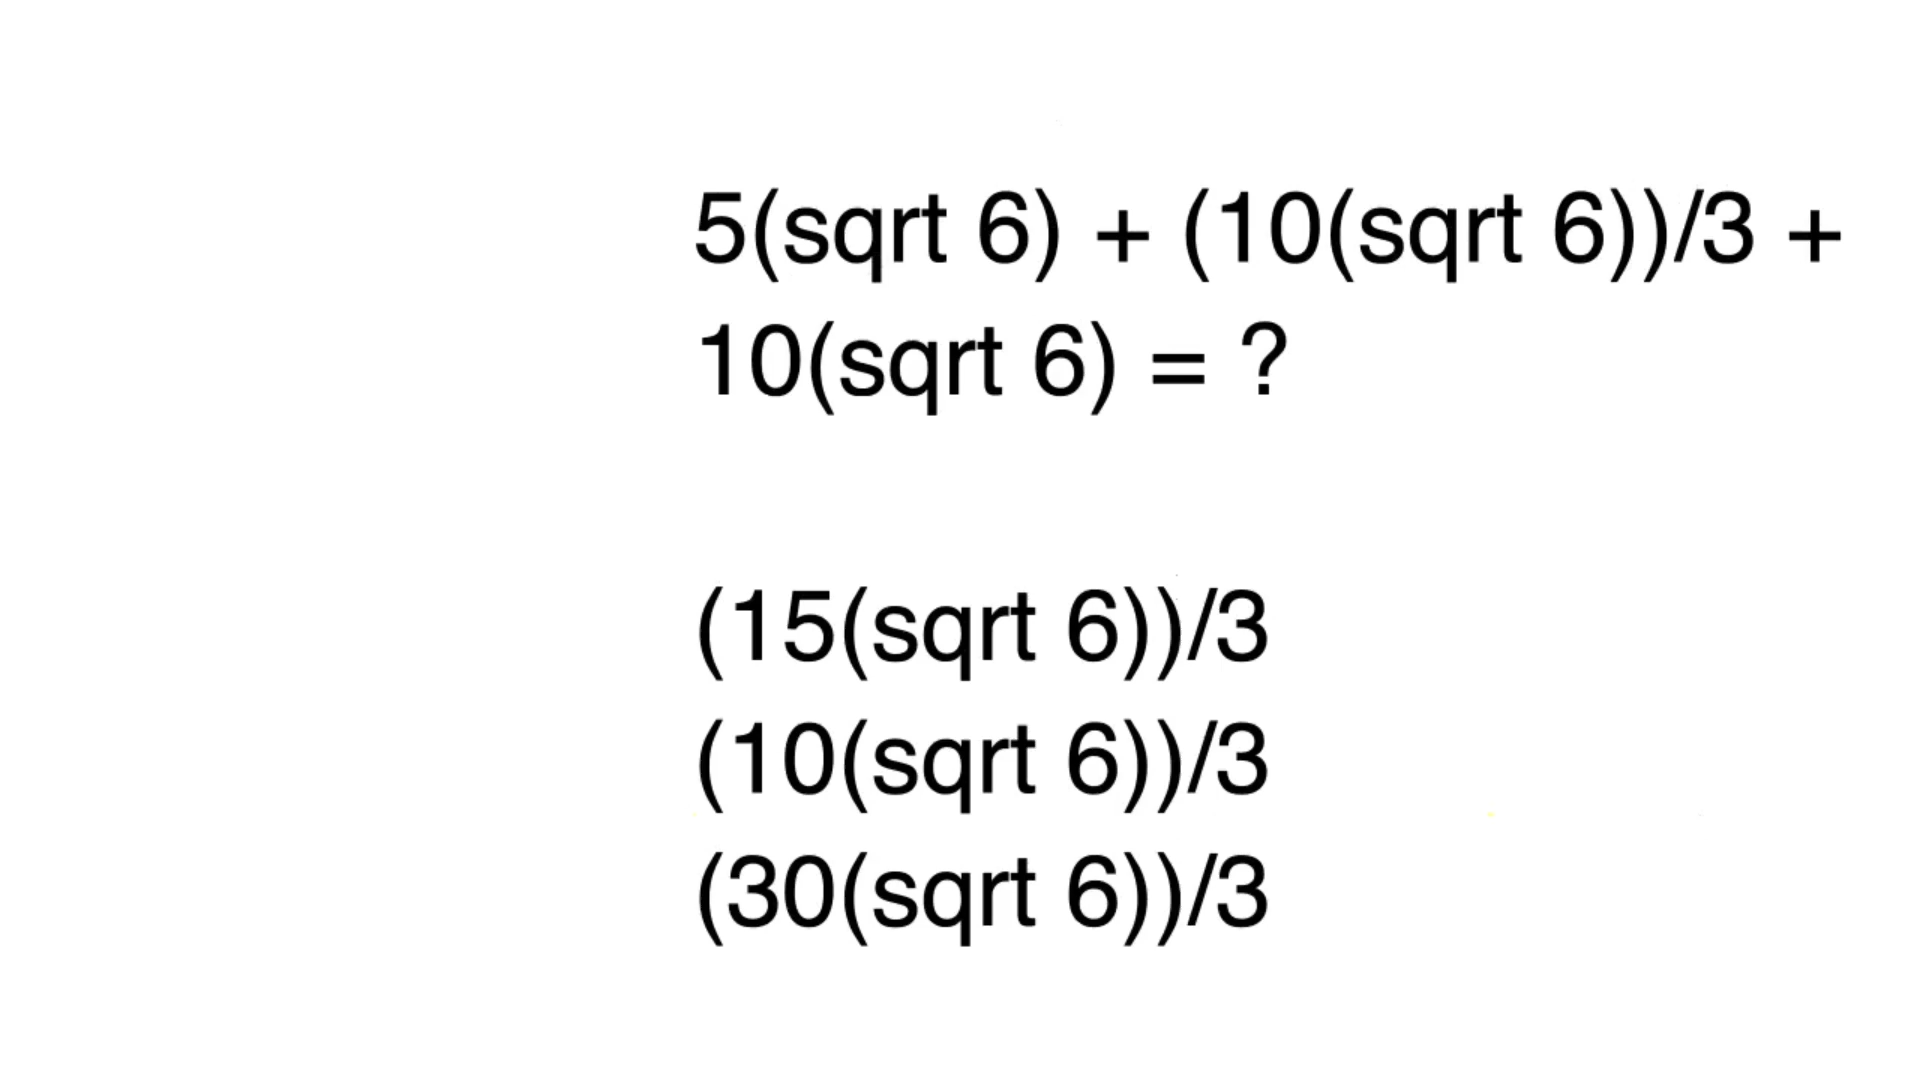 5(sqrt 6) + (10(sqrt 6))/3 +
10(sqrt 6) = ?
(15(sqrt 6))/3
(10(sqrt 6))/3
(30(sqrt 6))/3